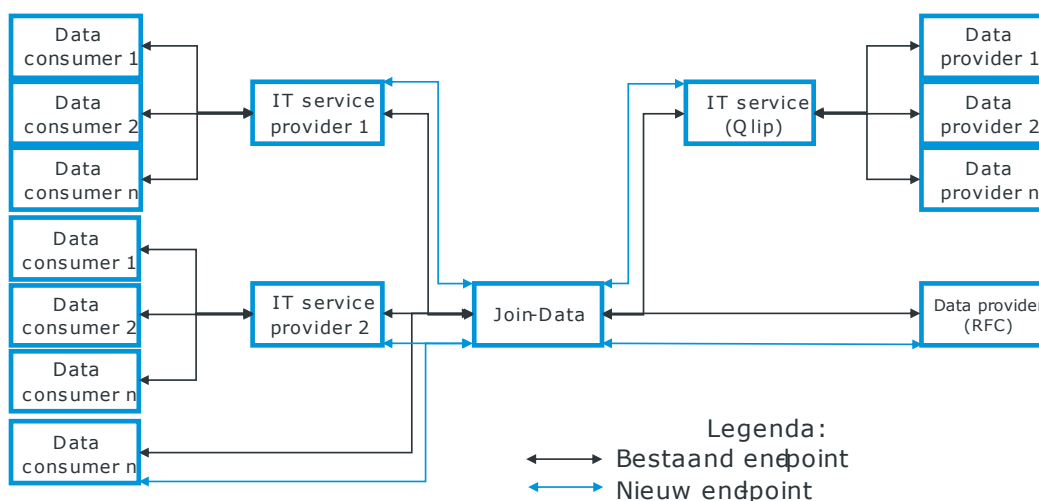 Data
consumer 1
Data
consumer 2
Data
consumer n
Data
consumer 1
Data
consumer 2
Data
consumer n
Data
consumer n
IT service
provider 1
IT service
provider 2
Join-Data
IT service
(Qlip)
Data
provider 1
Data
provider 2
Data
provider n
Data provider
(RFC)
Legenda:
Bestaand endpoint
Nieuw endpoint